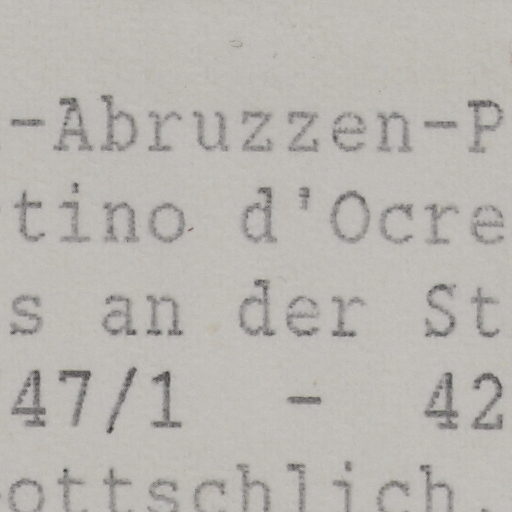 -Abruzzen-P
tino d'Ocre
s an der St
47/1 - 42
ottschlich.